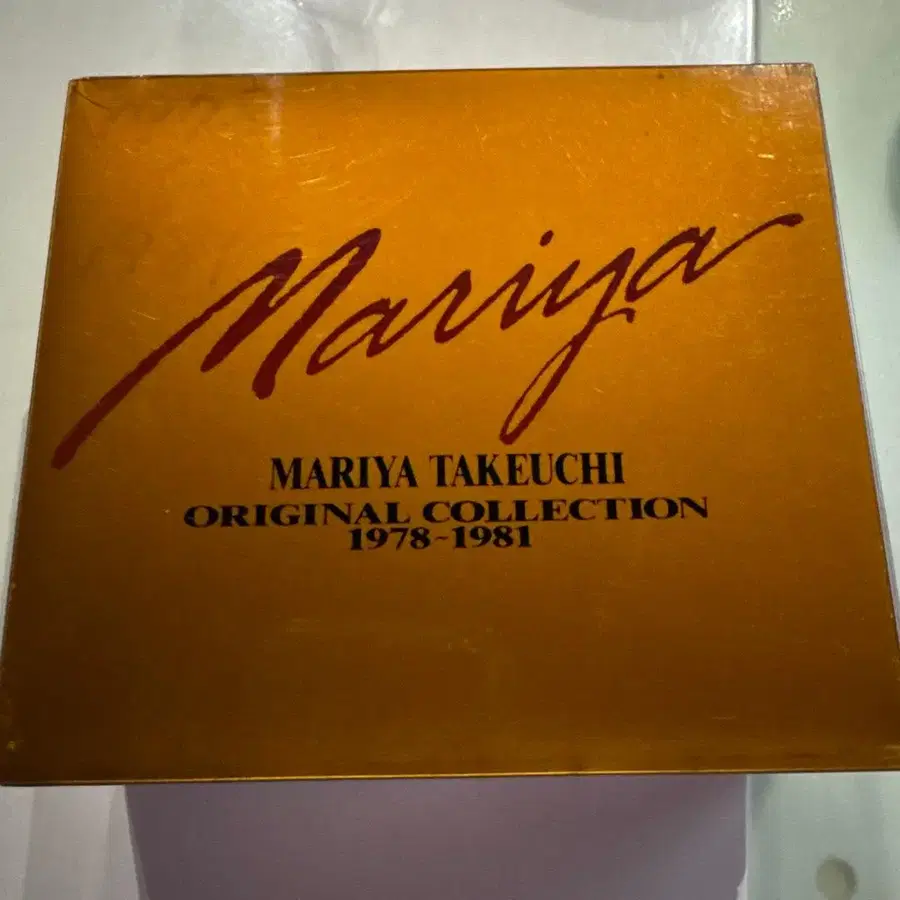 Mariya
MARIYA TAKEUCHI
ORIGINAL COLLECTION
1978~1981